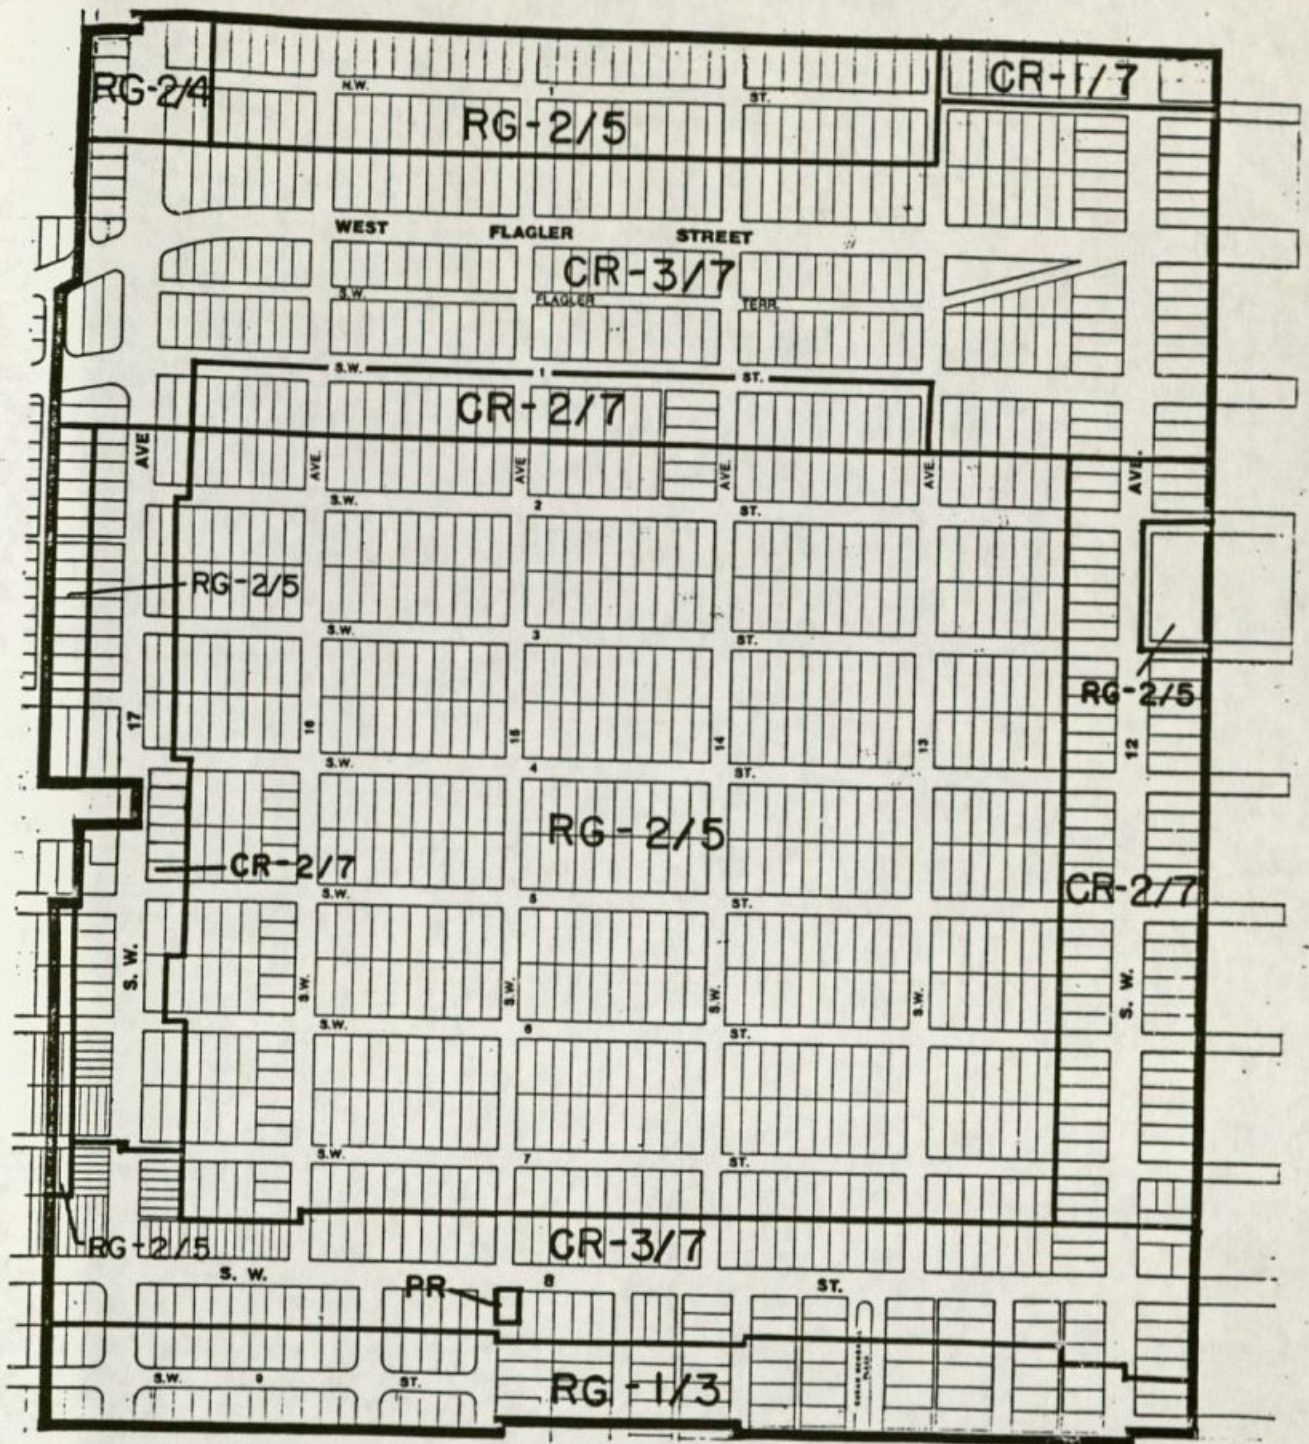 CR-1/7
RG-2/4
N.W. 1 ST.
RG-2/5
WEST FLAGLER STREET
CR-3/7
S.W. FLAGLER TERR.
S.W. 1 ST.
CR-2/7
AVE. AVE. AVE. AVE. AVE. AVE.
S.W. 2 ST.
RG-2/5
S.W. 3 ST.
RG-2/5
17 16 15 14 13 12
S.W. 4 ST.
RG-2/5
CR-2/7
CR-2/7
S.W. 5 ST.
S. W. S.W. S.W. S.W. S.W. S. W.
S.W. 6 ST.
S.W. 7 ST.
RG-2/5
CR-3/7
S. W. 8 ST.
PR
S.W. 9 ST.
RG-1/3